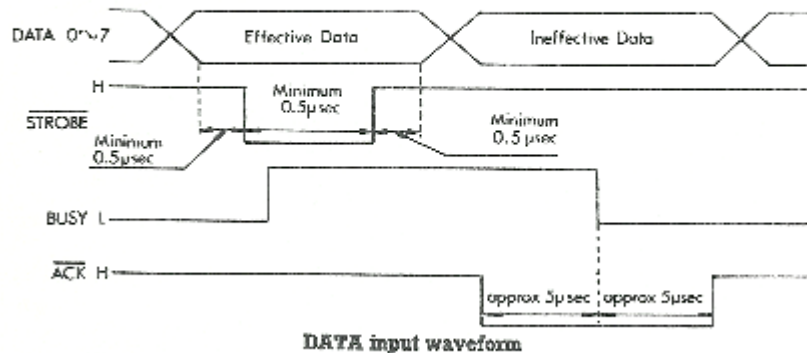 DATA 0~7
Effective Data
Ineffective Data
H
Minimum
0.5µsec
STROBE
Minimum
0.5µsec
Minimum
0.5 µsec
BUSY L
ACK H
approx 5µsec
approx 5µsec
DATA input waveform